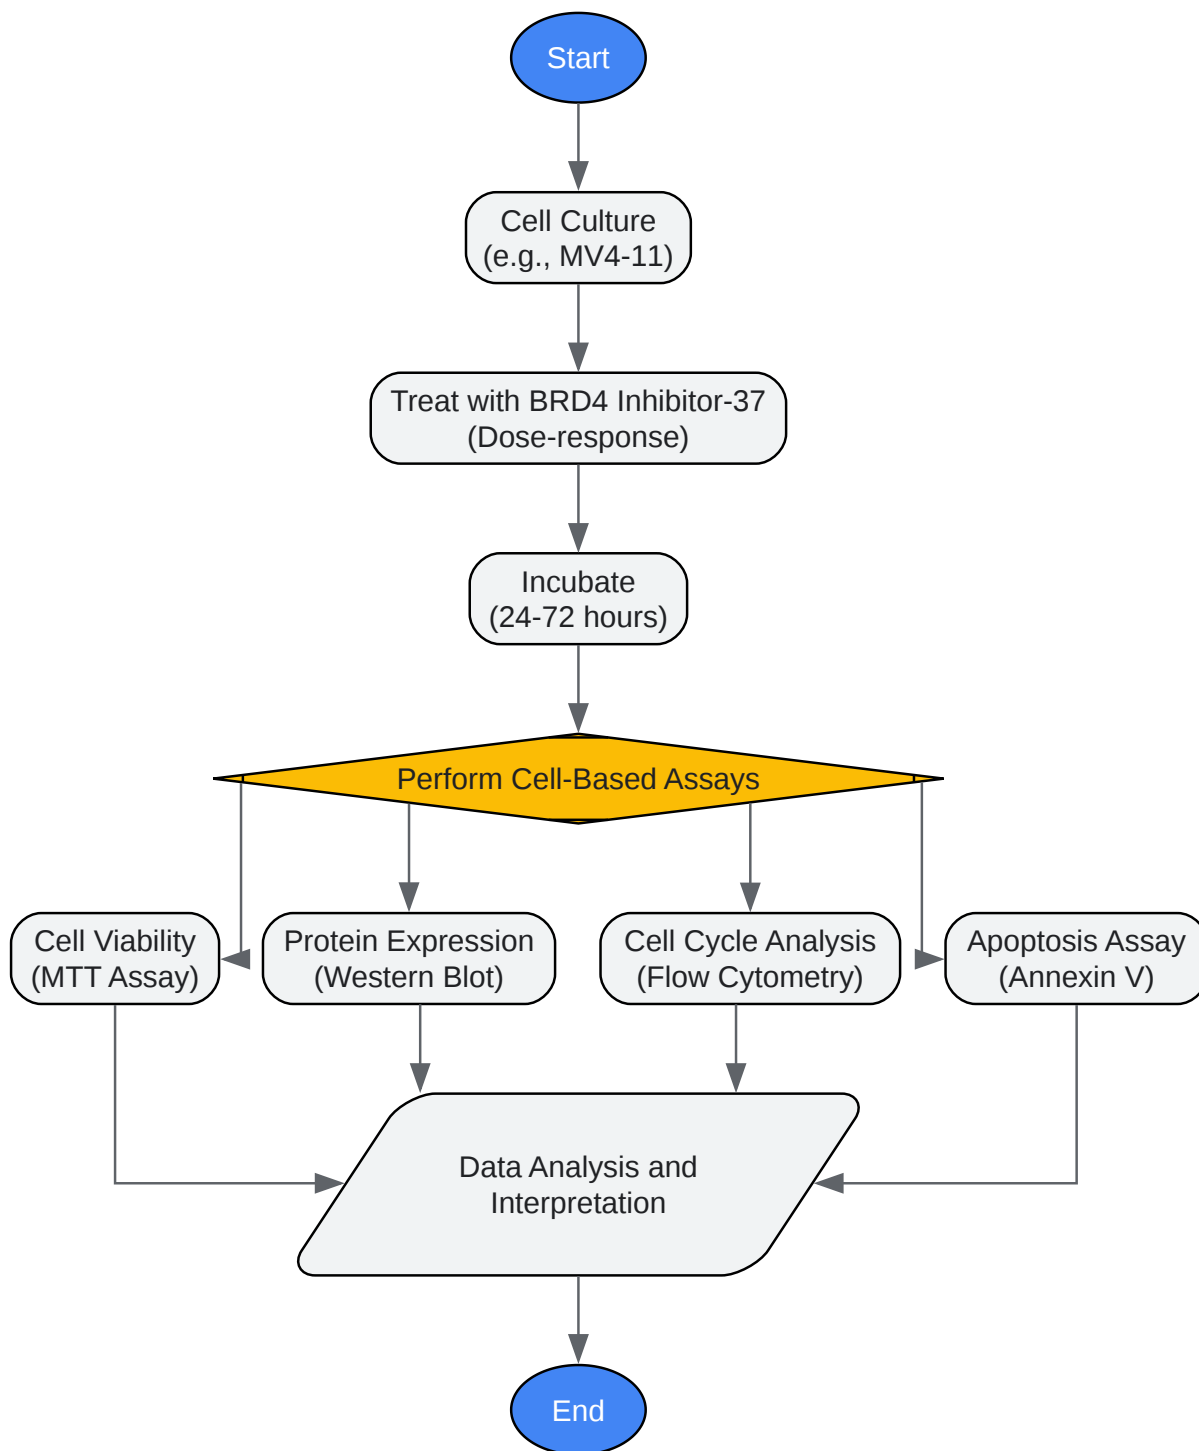 Start
Cell Culture
(e.g., MV4-11)
Treat with BRD4 Inhibitor-37
(Dose-response)
Incubate
(24-72 hours)
Perform Cell-Based Assays
Cell Viability
(MTT Assay)
Protein Expression
(Western Blot)
Cell Cycle Analysis
(Flow Cytometry)
Apoptosis Assay
(Annexin V)
Data Analysis and
Interpretation
End